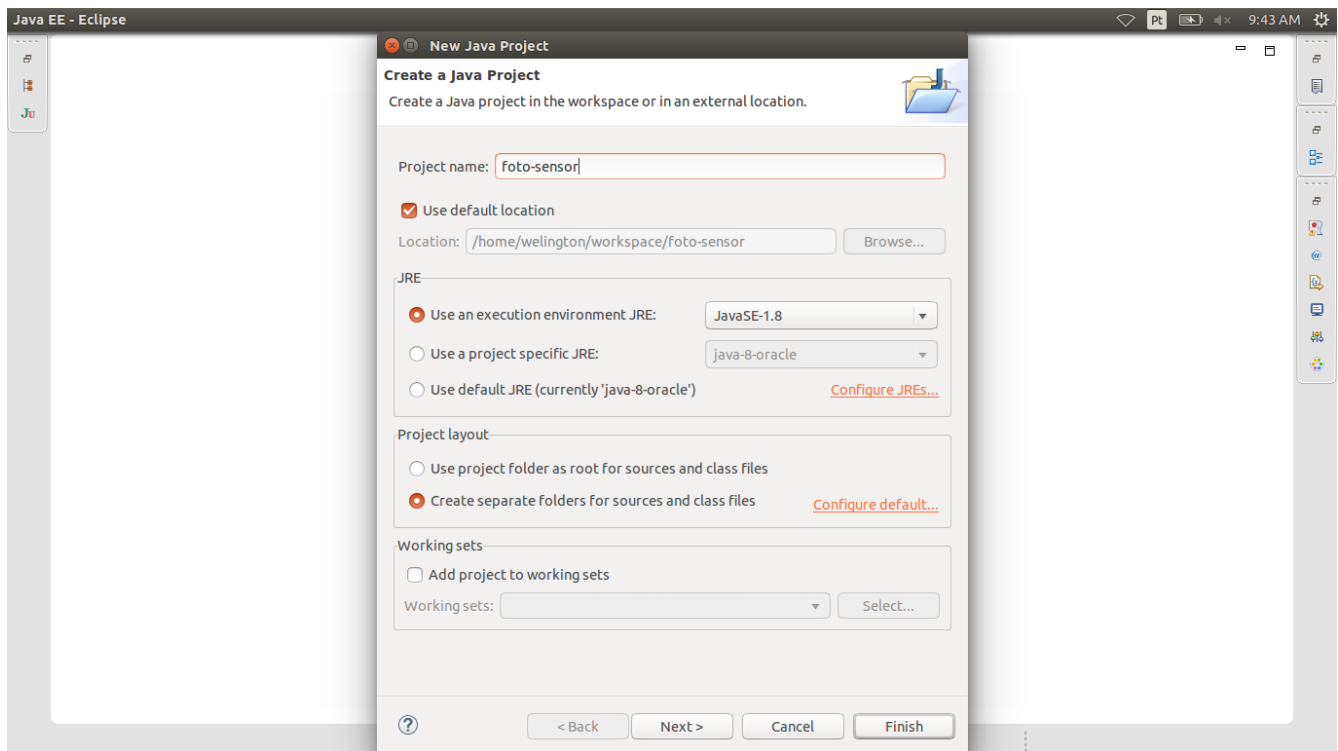 Java EE - Eclipse
Pt
9:43 AM
New Java Project
Create a Java Project
Create a Java project in the workspace or in an external location.
Ju
Project name: foto-sensor
Use default location
Location: /home/welington/workspace/foto-sensor Browse...
JRE
Use an execution environment JRE: JavaSE-1.8
Use a project specific JRE: java-8-oracle
Use default JRE (currently 'java-8-oracle') Configure JREs...
Project layout
Use project folder as root for sources and class files
Create separate folders for sources and class files Configure default...
Working sets
Add project to working sets
Working sets: Select...
? < Back Next > Cancel Finish